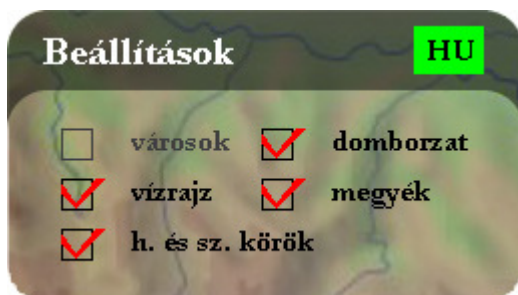 Beállítások HU
városok domborzat
vízrajz megyék
h. és sz. körök